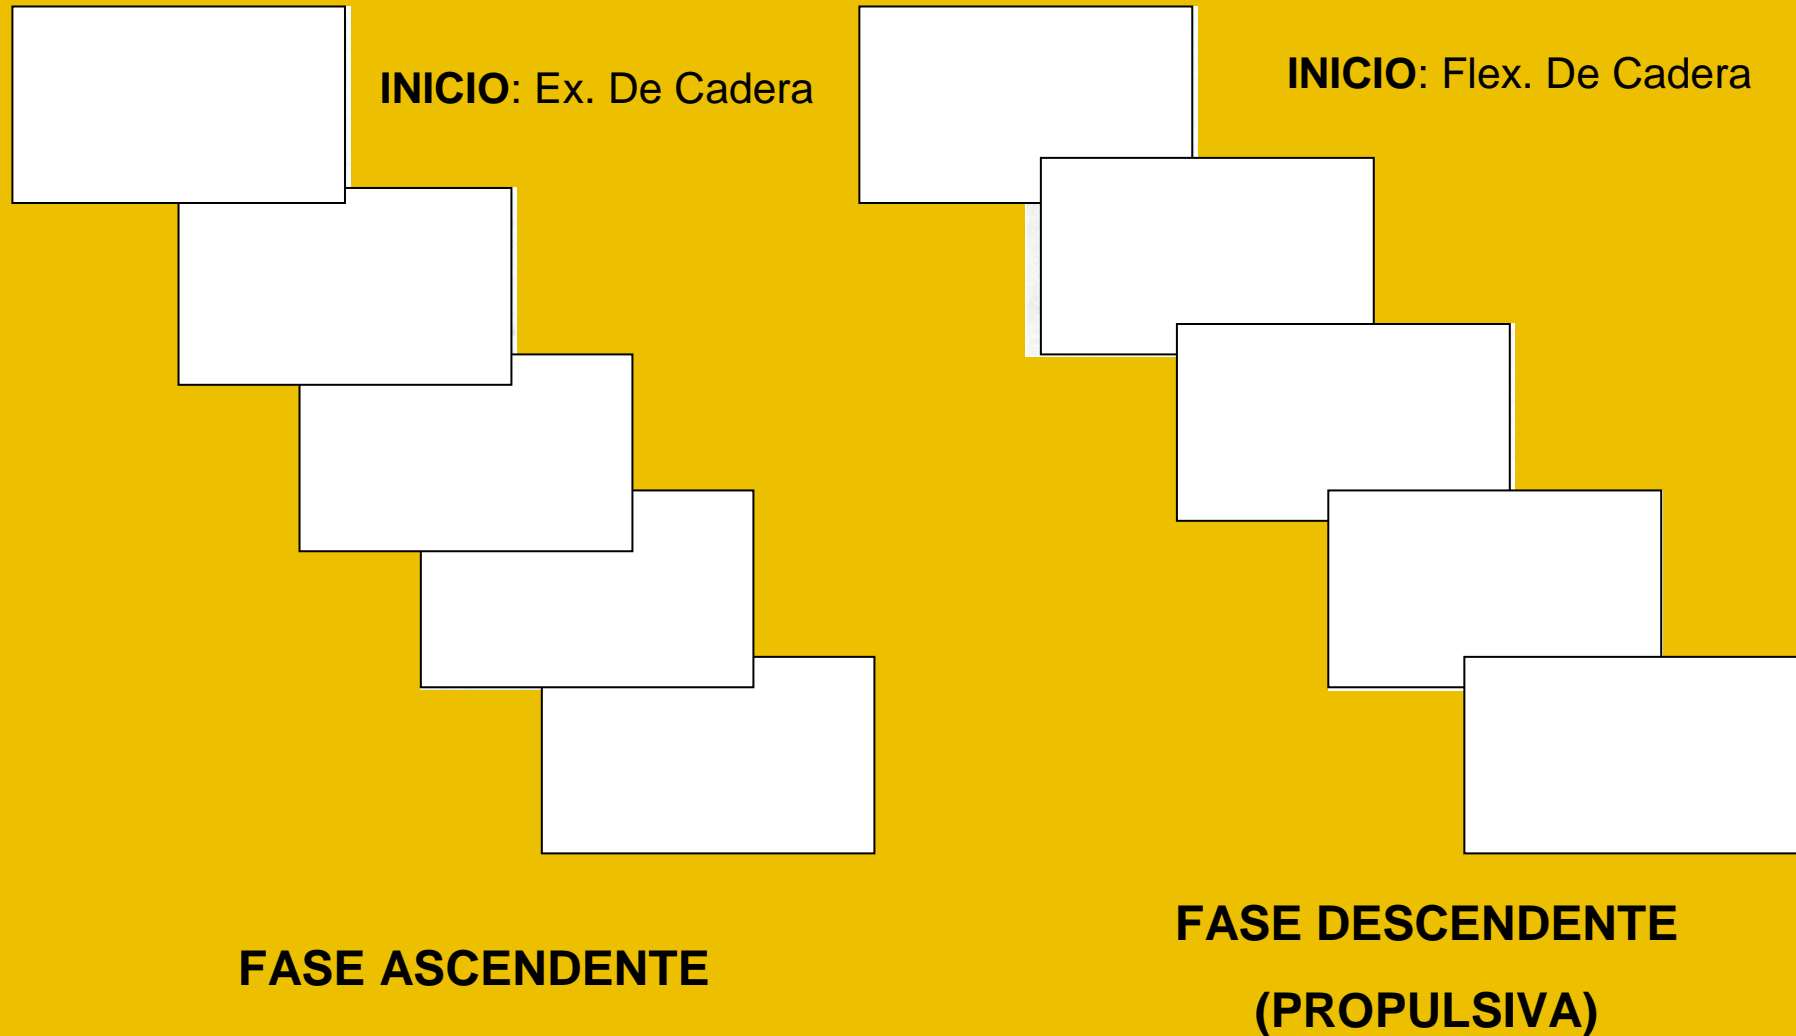 INICIO: Ex. De Cadera
FASE ASCENDENTE
INICIO: Flex. De Cadera
FASE DESCENDENTE
(PROPULSIVA)